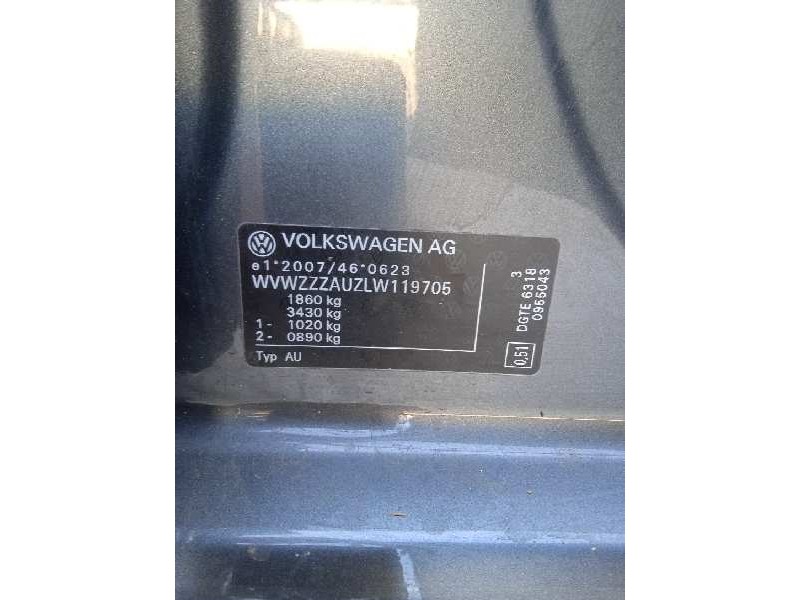 VOLKSWAGEN AG
e1*2007/46*0623
WVWZZZAUZLW119705
1860 kg
3430 kg
1- 1020 kg
2- 0890 kg
Typ AU
3
DGTE 6318
0955043
0,51